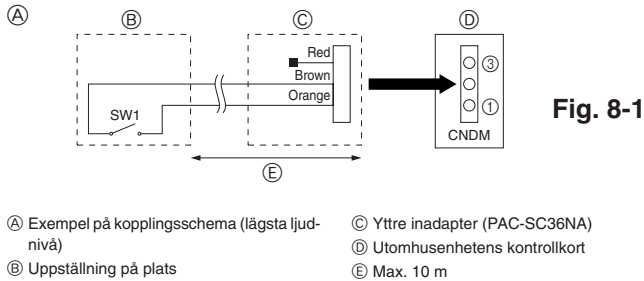 Ⓐ
Ⓑ
Ⓒ
Ⓓ
Red
Brown
Orange
SW1
③
①
CNDM
Fig. 8-1
Ⓔ
Ⓐ Exempel på kopplingsschema (lägsta ljud-
nivå)
Ⓑ Uppställning på plats
Ⓒ Yttre inadapter (PAC-SC36NA)
Ⓓ Utomhusenhetens kontrollkort
Ⓔ Max. 10 m